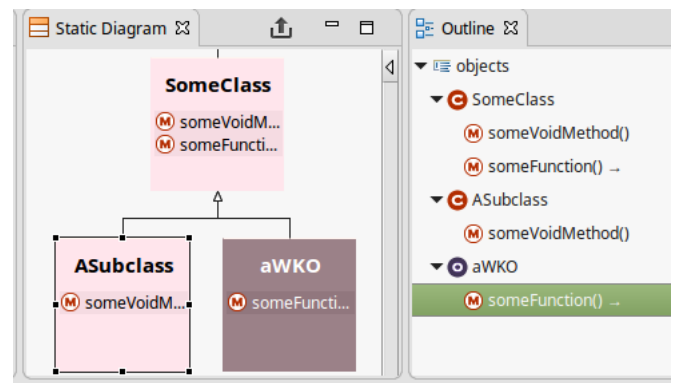 Static Diagram
SomeClass
M someVoidM...
M someFuncti...
ASubclass
M someVoidM...
aWKO
M someFuncti...
Outline
objects
C SomeClass
M someVoidMethod()
M someFunction() →
C ASubclass
M someVoidMethod()
O aWKO
M someFunction() →